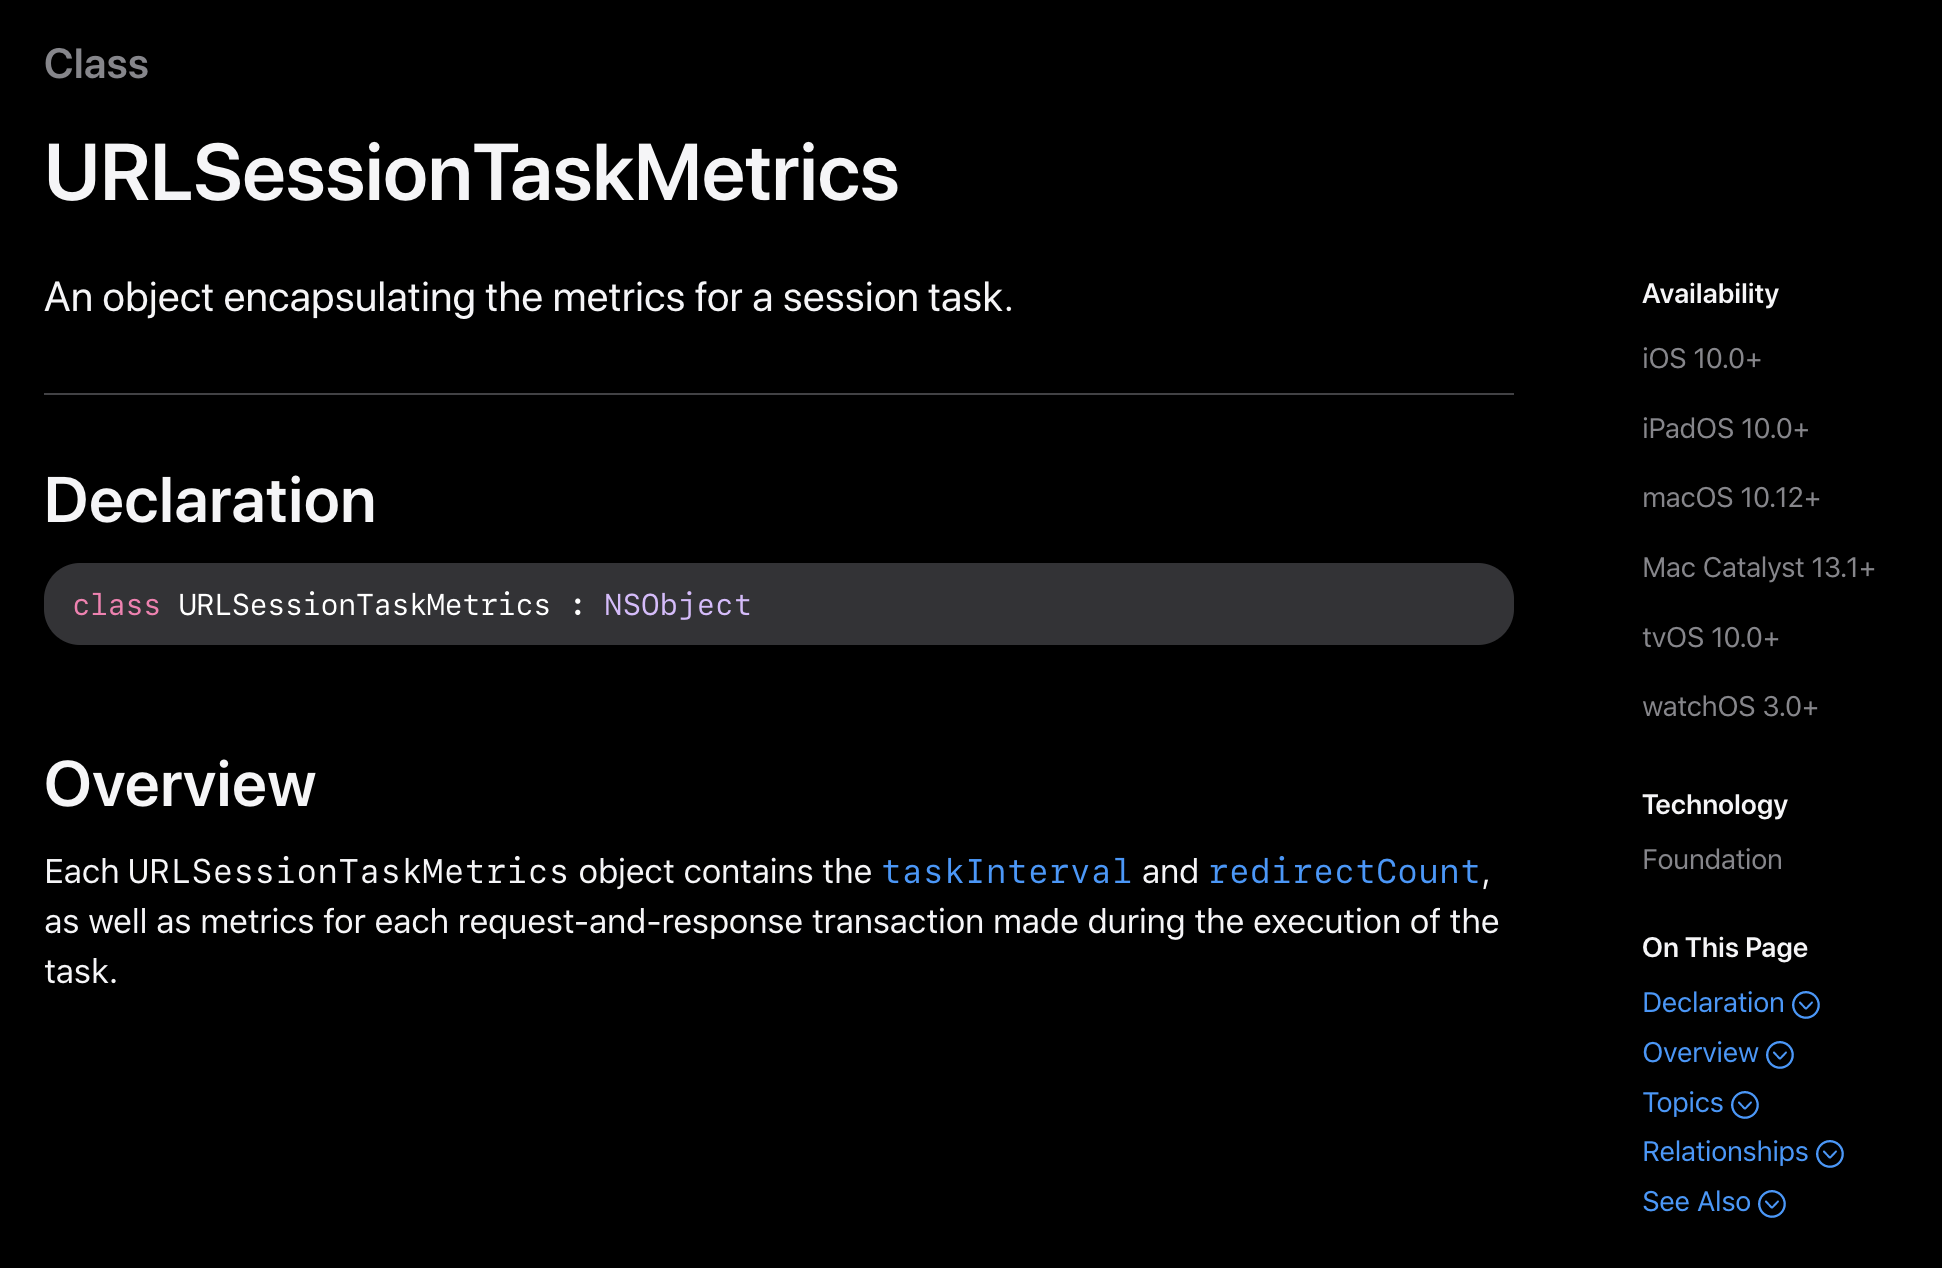 Class
URLSessionTaskMetrics
An object encapsulating the metrics for a session task.
Declaration
class URLSessionTaskMetrics : NSObject
Overview
Each URLSessionTaskMetrics object contains the taskInterval and redirectCount,
as well as metrics for each request-and-response transaction made during the execution of the
task.
Availability
iOS 10.0+
iPadOS 10.0+
macOS 10.12+
Mac Catalyst 13.1+
tvOS 10.0+
watchOS 3.0+
Technology
Foundation
On This Page
Declaration
Overview
Topics
Relationships
See Also